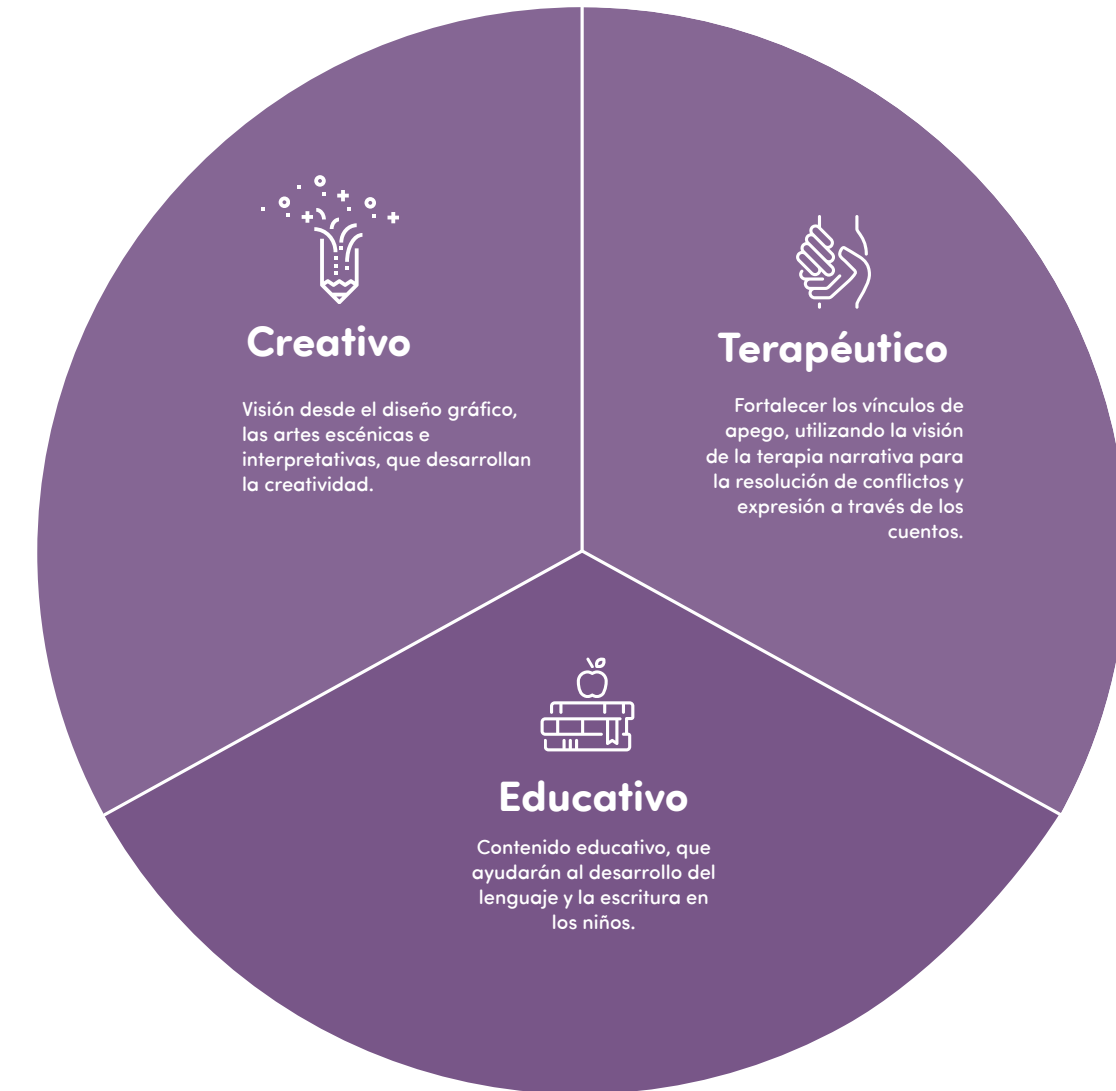 Creativo
Visión desde el diseño gráfico,
las artes escénicas e
interpretativas, que desarrollan
la creatividad.
Terapéutico
Fortalecer los vínculos de
apego, utilizando la visión
de la terapia narrativa para
la resolución de conflictos y
expresión a través de los
cuentos.
Educativo
Contenido educativo, que
ayudarán al desarrollo del
lenguaje y la escritura en
los niños.